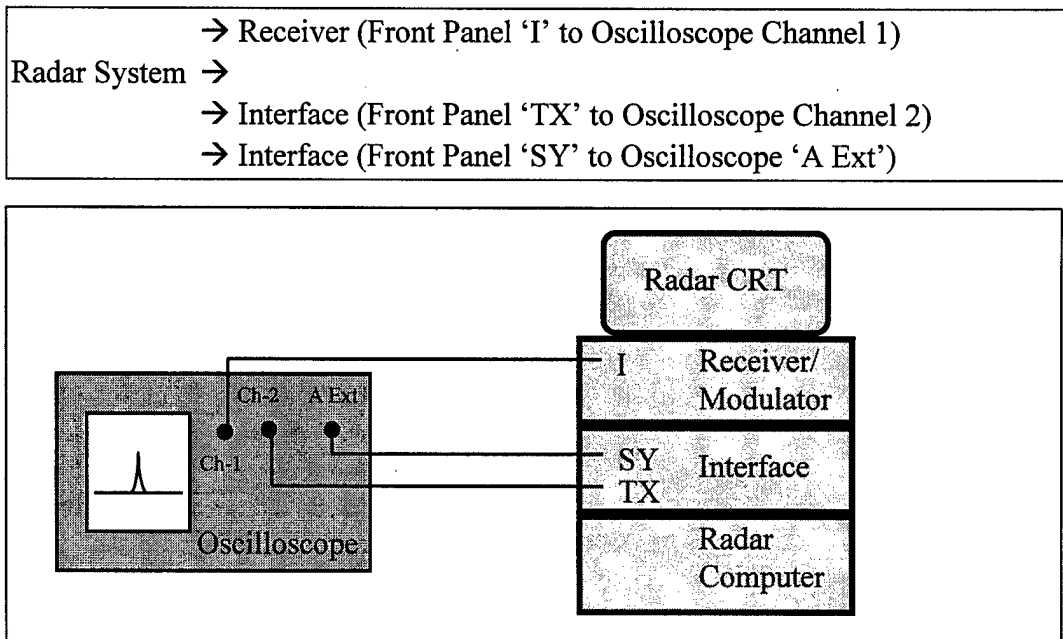 → Receiver (Front Panel ‘I’ to Oscilloscope Channel 1)
Radar System →
→ Interface (Front Panel ‘TX’ to Oscilloscope Channel 2)
→ Interface (Front Panel ‘SY’ to Oscilloscope ‘A Ext’)
Radar CRT
I Receiver/
Modulator
Ch-2 A Ext
Ch-1
SY Interface
TX
Oscilloscope
Radar
Computer